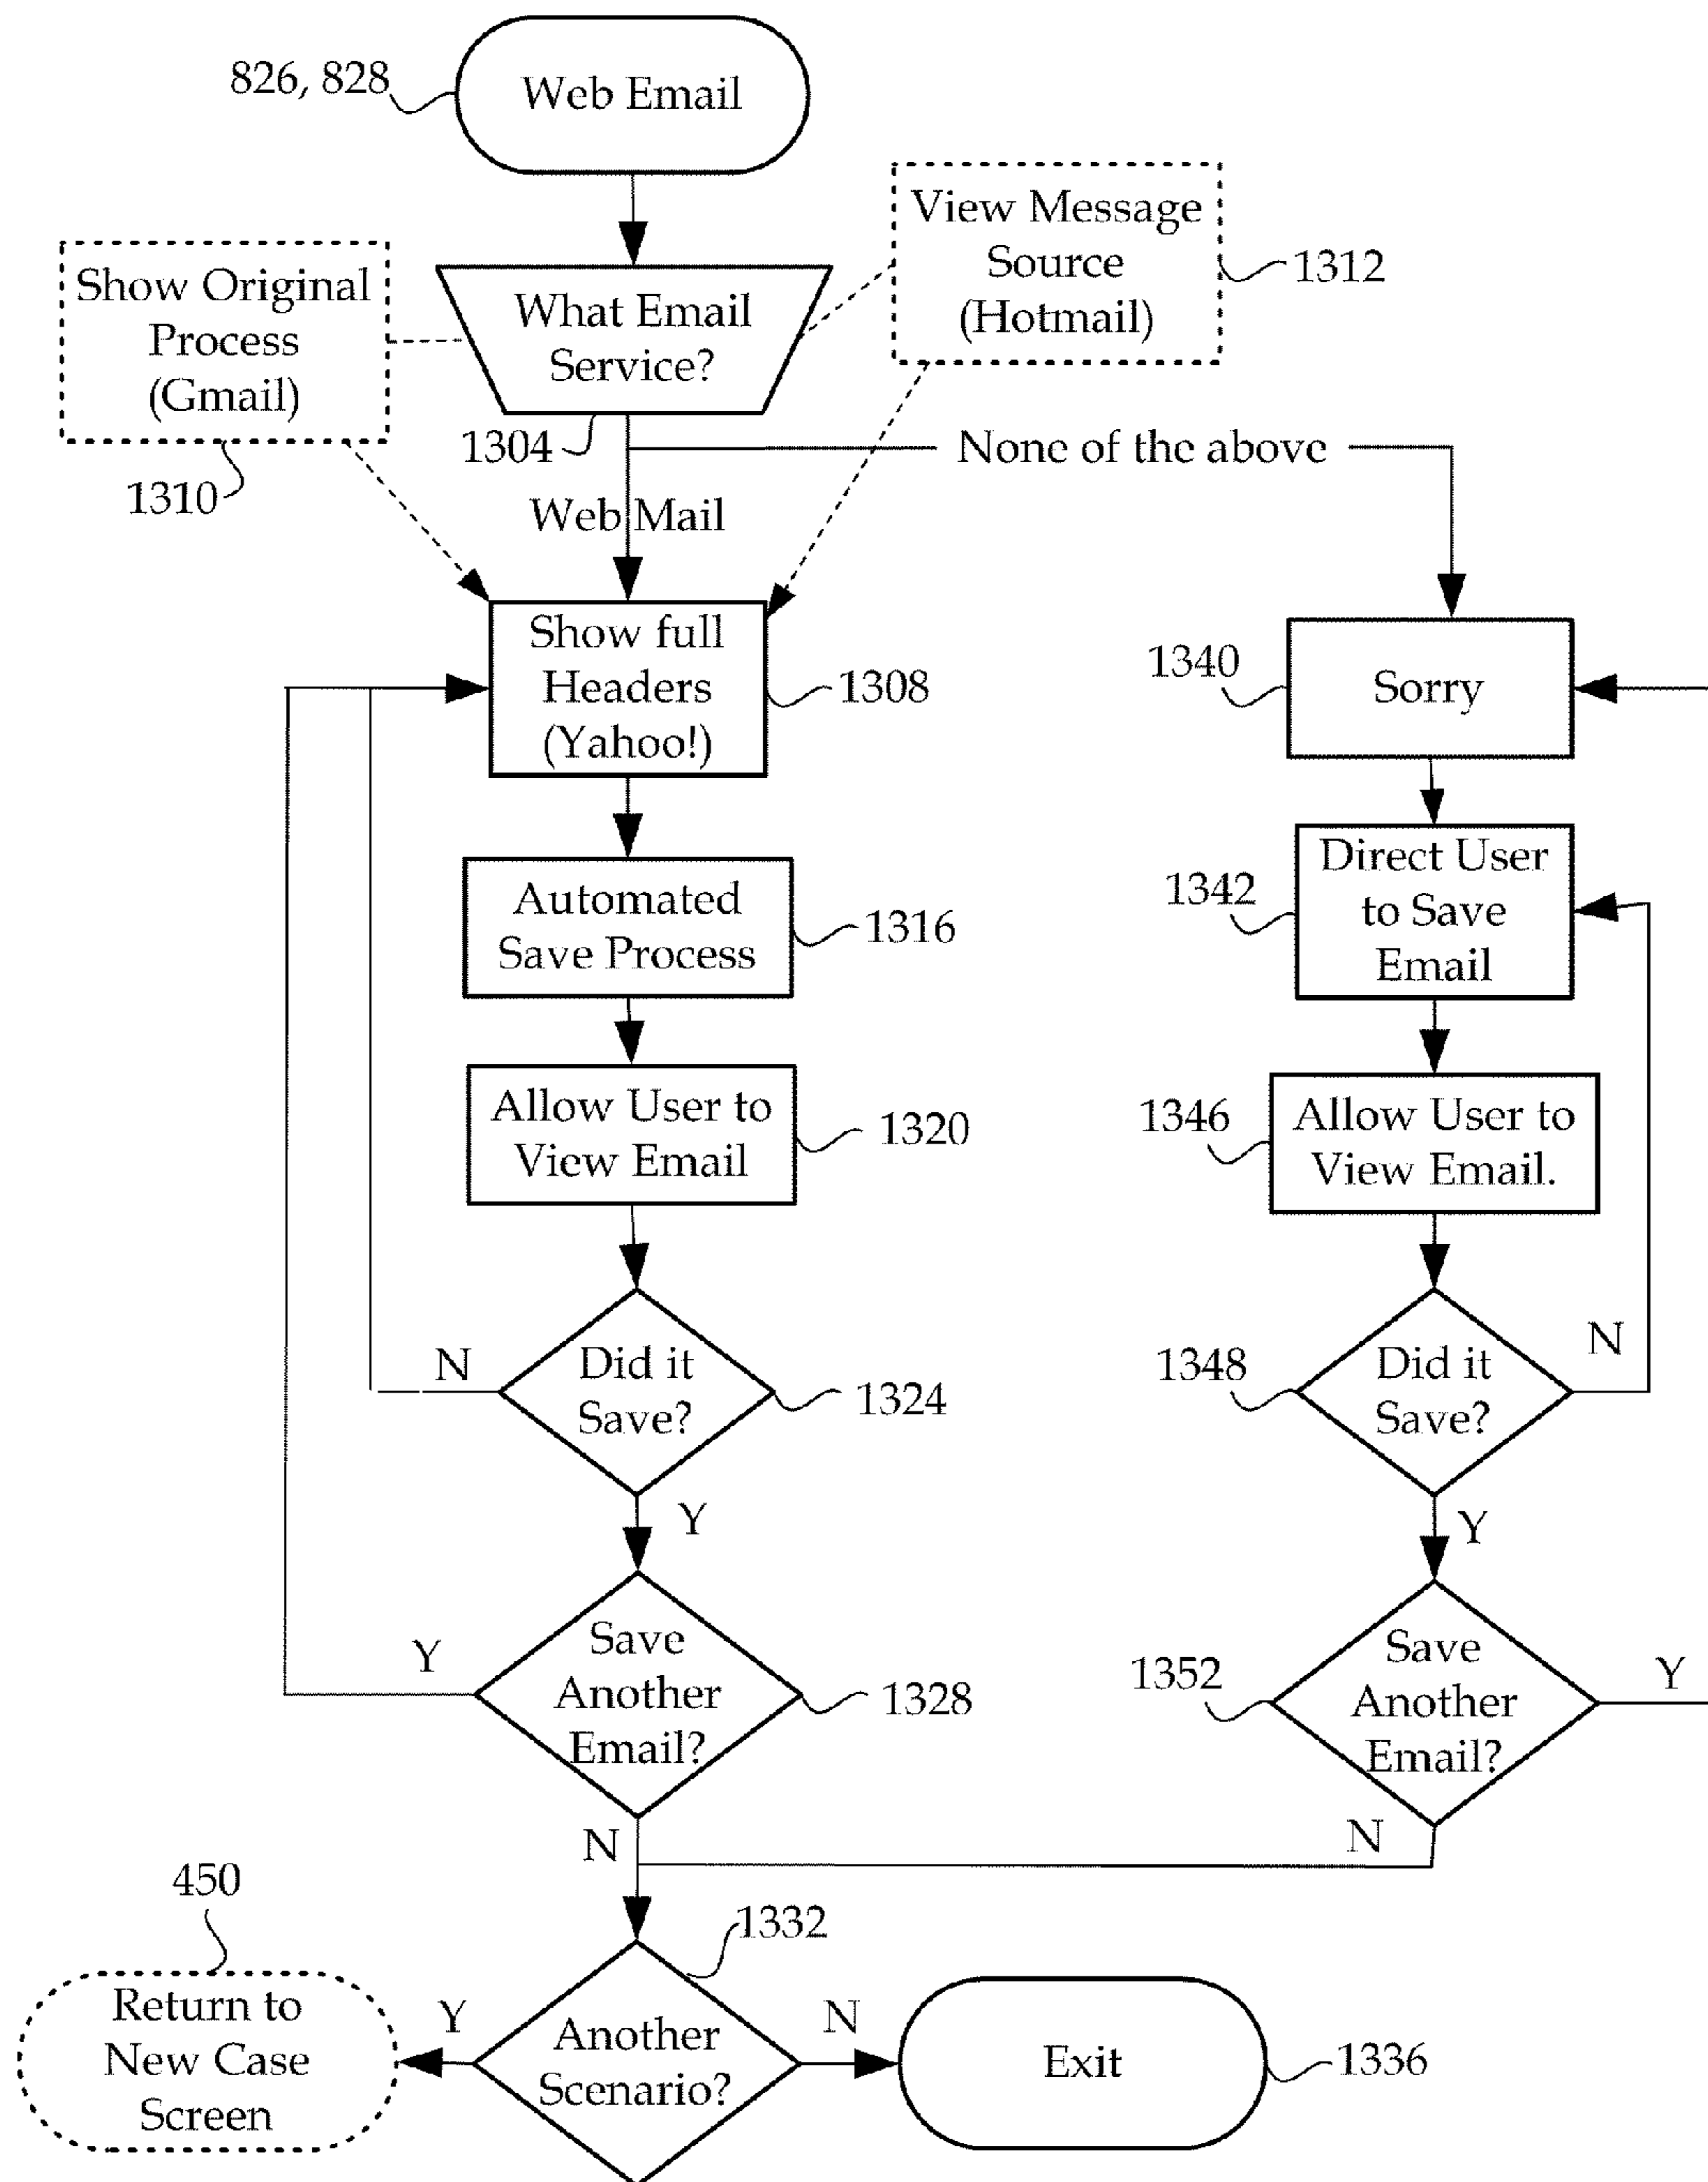 826, 828
Web Email
View Message
Source
(Hotmail)
1312
Show Original
Process
(Gmail)
1310
What Email
Service?
1304
None of the above
Web Mail
Show full
Headers
(Yahoo!)
1308
1340
Sorry
Automated
Save Process
1316
1342
Direct User
to Save
Email
Allow User to
View Email
1320
1346
Allow User to
View Email.
N
Did it
Save?
1324
1348
Did it
Save?
N
Y
Y
Y
Save
Another
Email?
1328
1352
Save
Another
Email?
Y
N
N
450
Return to
New Case
Screen
Y
1332
Another
Scenario?
N
Exit
1336